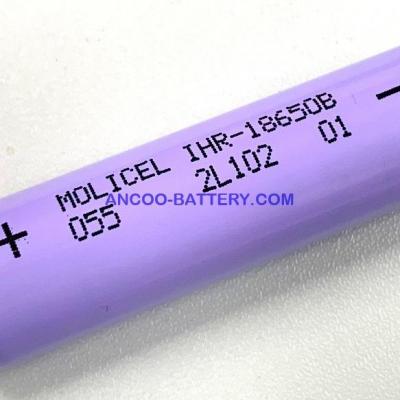 MOLICEL IHR-18650B
055 2L102 01
ANCOO-BATTERY.COM
+
-